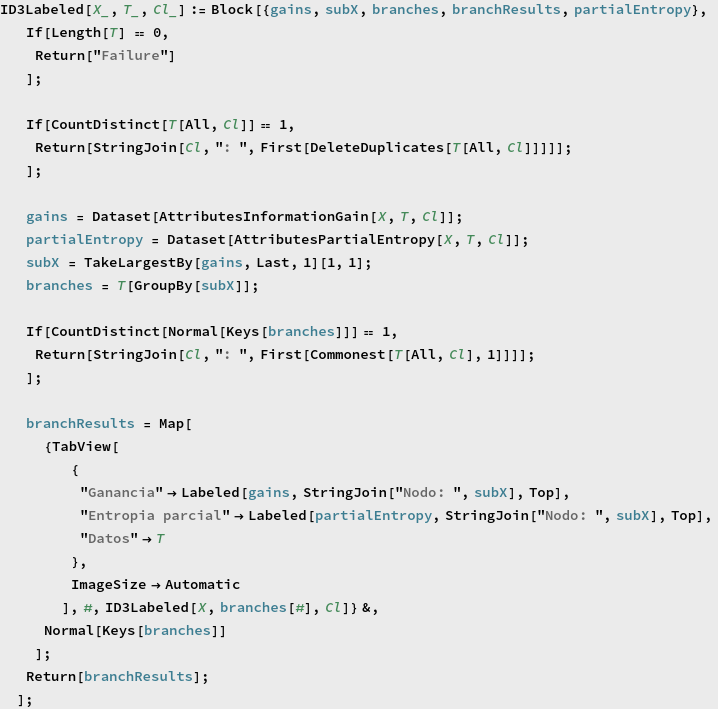 ID3Labeled[X_, T_, Cl_] := Block[{gains, subX, branches, branchResults, partialEntropy},
If[Length[T] == 0,
Return["Failure"]
];
If[CountDistinct[T[All, Cl]] == 1,
Return[StringJoin[Cl, ": ", First[DeleteDuplicates[T[All, Cl]]]]];
];
gains = Dataset[AttributesInformationGain[X, T, Cl]];
partialEntropy = Dataset[AttributesPartialEntropy[X, T, Cl]];
subX = TakeLargestBy[gains, Last, 1][1, 1];
branches = T[GroupBy[subX]];
If[CountDistinct[Normal[Keys[branches]]] == 1,
Return[StringJoin[Cl, ": ", First[Commonest[T[All, Cl], 1]]]];
];
branchResults = Map[
{TabView[
{
"Ganancia" → Labeled[gains, StringJoin["Nodo: ", subX], Top],
"Entropia parcial" → Labeled[partialEntropy, StringJoin["Nodo: ", subX], Top],
"Datos" → T
},
ImageSize → Automatic
], #, ID3Labeled[X, branches[#], Cl]} &,
Normal[Keys[branches]]
];
Return[branchResults];
];